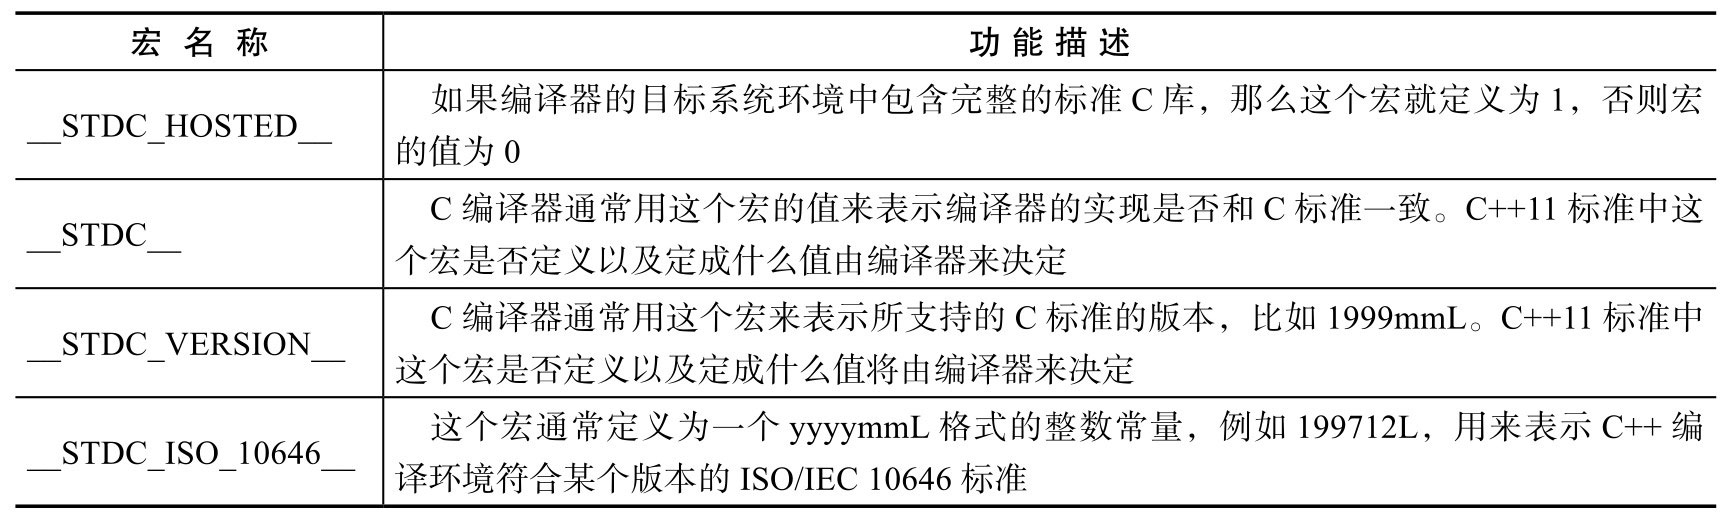 宏名称 功能描述
如果编译器的目标系统环境中包含完整的标准 C 库，那么这个宏就定义为 1，否则宏
__STDC_HOSTED__
的值为 0
C 编译器通常用这个宏的值来表示编译器的实现是否和 C 标准一致。C++11 标准中这
__STDC__
个宏是否定义以及定成什么值由编译器来决定
C 编译器通常用这个宏来表示所支持的 C 标准的版本，比如 1999mmL。C++11 标准中
__STDC_VERSION__
这个宏是否定义以及定成什么值将由编译器来决定
这个宏通常定义为一个 yyyymmL 格式的整数常量，例如 199712L，用来表示 C++ 编
__STDC_ISO_10646__
译环境符合某个版本的 ISO/IEC 10646 标准